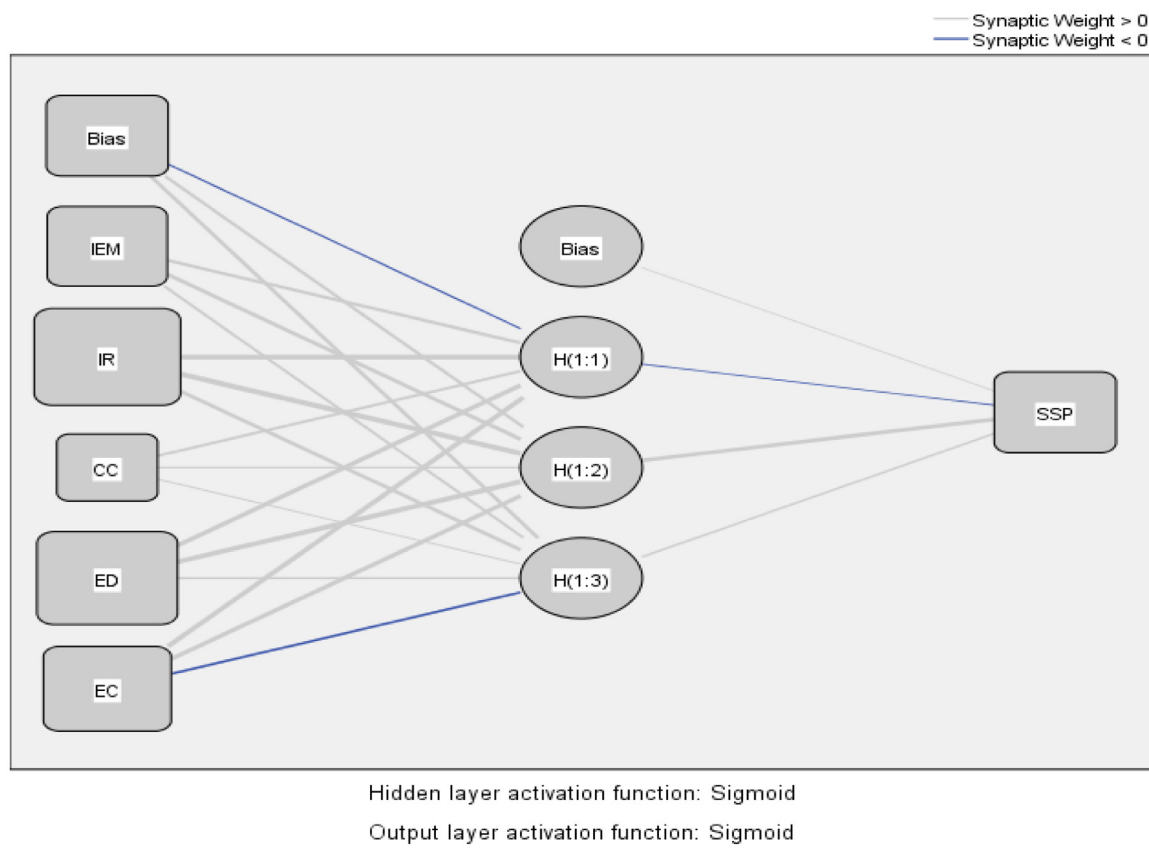 Synaptic Weight > 0
Synaptic Weight < 0
Bias
IEM
IR
CC
ED
EC
Bias
H(1:1)
H(1:2)
H(1:3)
SSP
Hidden layer activation function: Sigmoid
Output layer activation function: Sigmoid